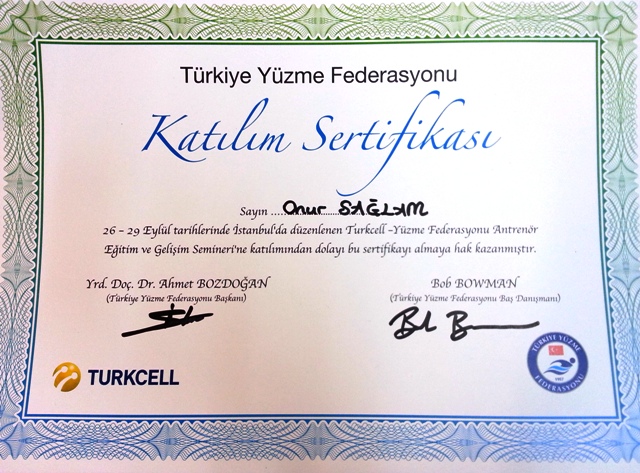 Türkiye Yüzme Federasyonu
Katılım Sertifikası
Sayın ..........Onur SAĞLAM
26 – 29 Eylül tarihlerinde İstanbul'da düzenlenen Turkcell –Yüzme Federasyonu Antrenör
Eğitim ve Gelişim Semineri'ne katılımından dolayı bu sertifikayı almaya hak kazanmıştır.
Yrd. Doç. Dr. Ahmet BOZDOĞAN
(Türkiye Yüzme Federasyonu Başkanı)
Bob BOWMAN
(Türkiye Yüzme Federasyonu Baş Danışmanı)
TURKCELL
TÜRKİYE YÜZME
FEDERASYONU